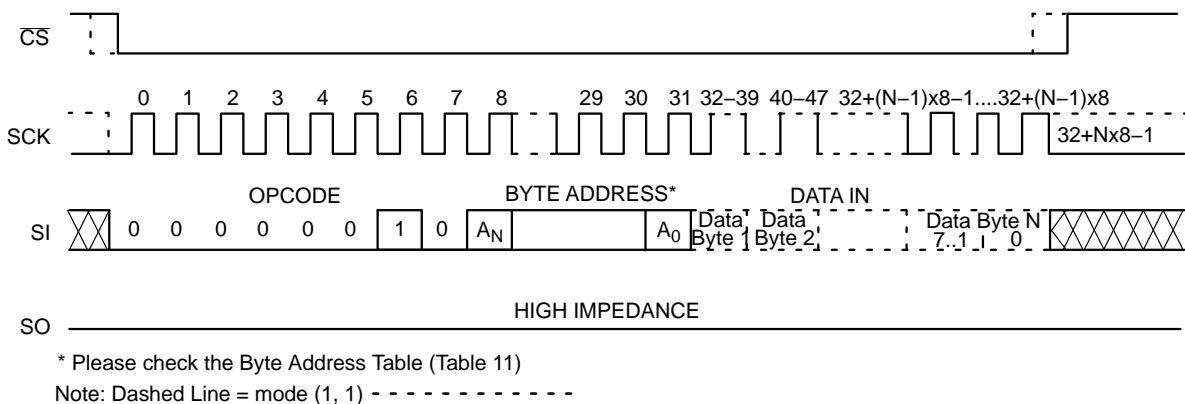 CS
0 1 2 3 4 5 6 7 8 29 30 31 32–39 40–47 32+(N–1)x8–1....32+(N–1)x8
SCK
32+Nx8–1
OPCODE BYTE ADDRESS* DATA IN
SI 0 0 0 0 0 0 1 0 AN A0 Data Byte 1 Data Byte 2 Data Byte N
7..1 0
HIGH IMPEDANCE
SO
* Please check the Byte Address Table (Table 11)
Note: Dashed Line = mode (1, 1)